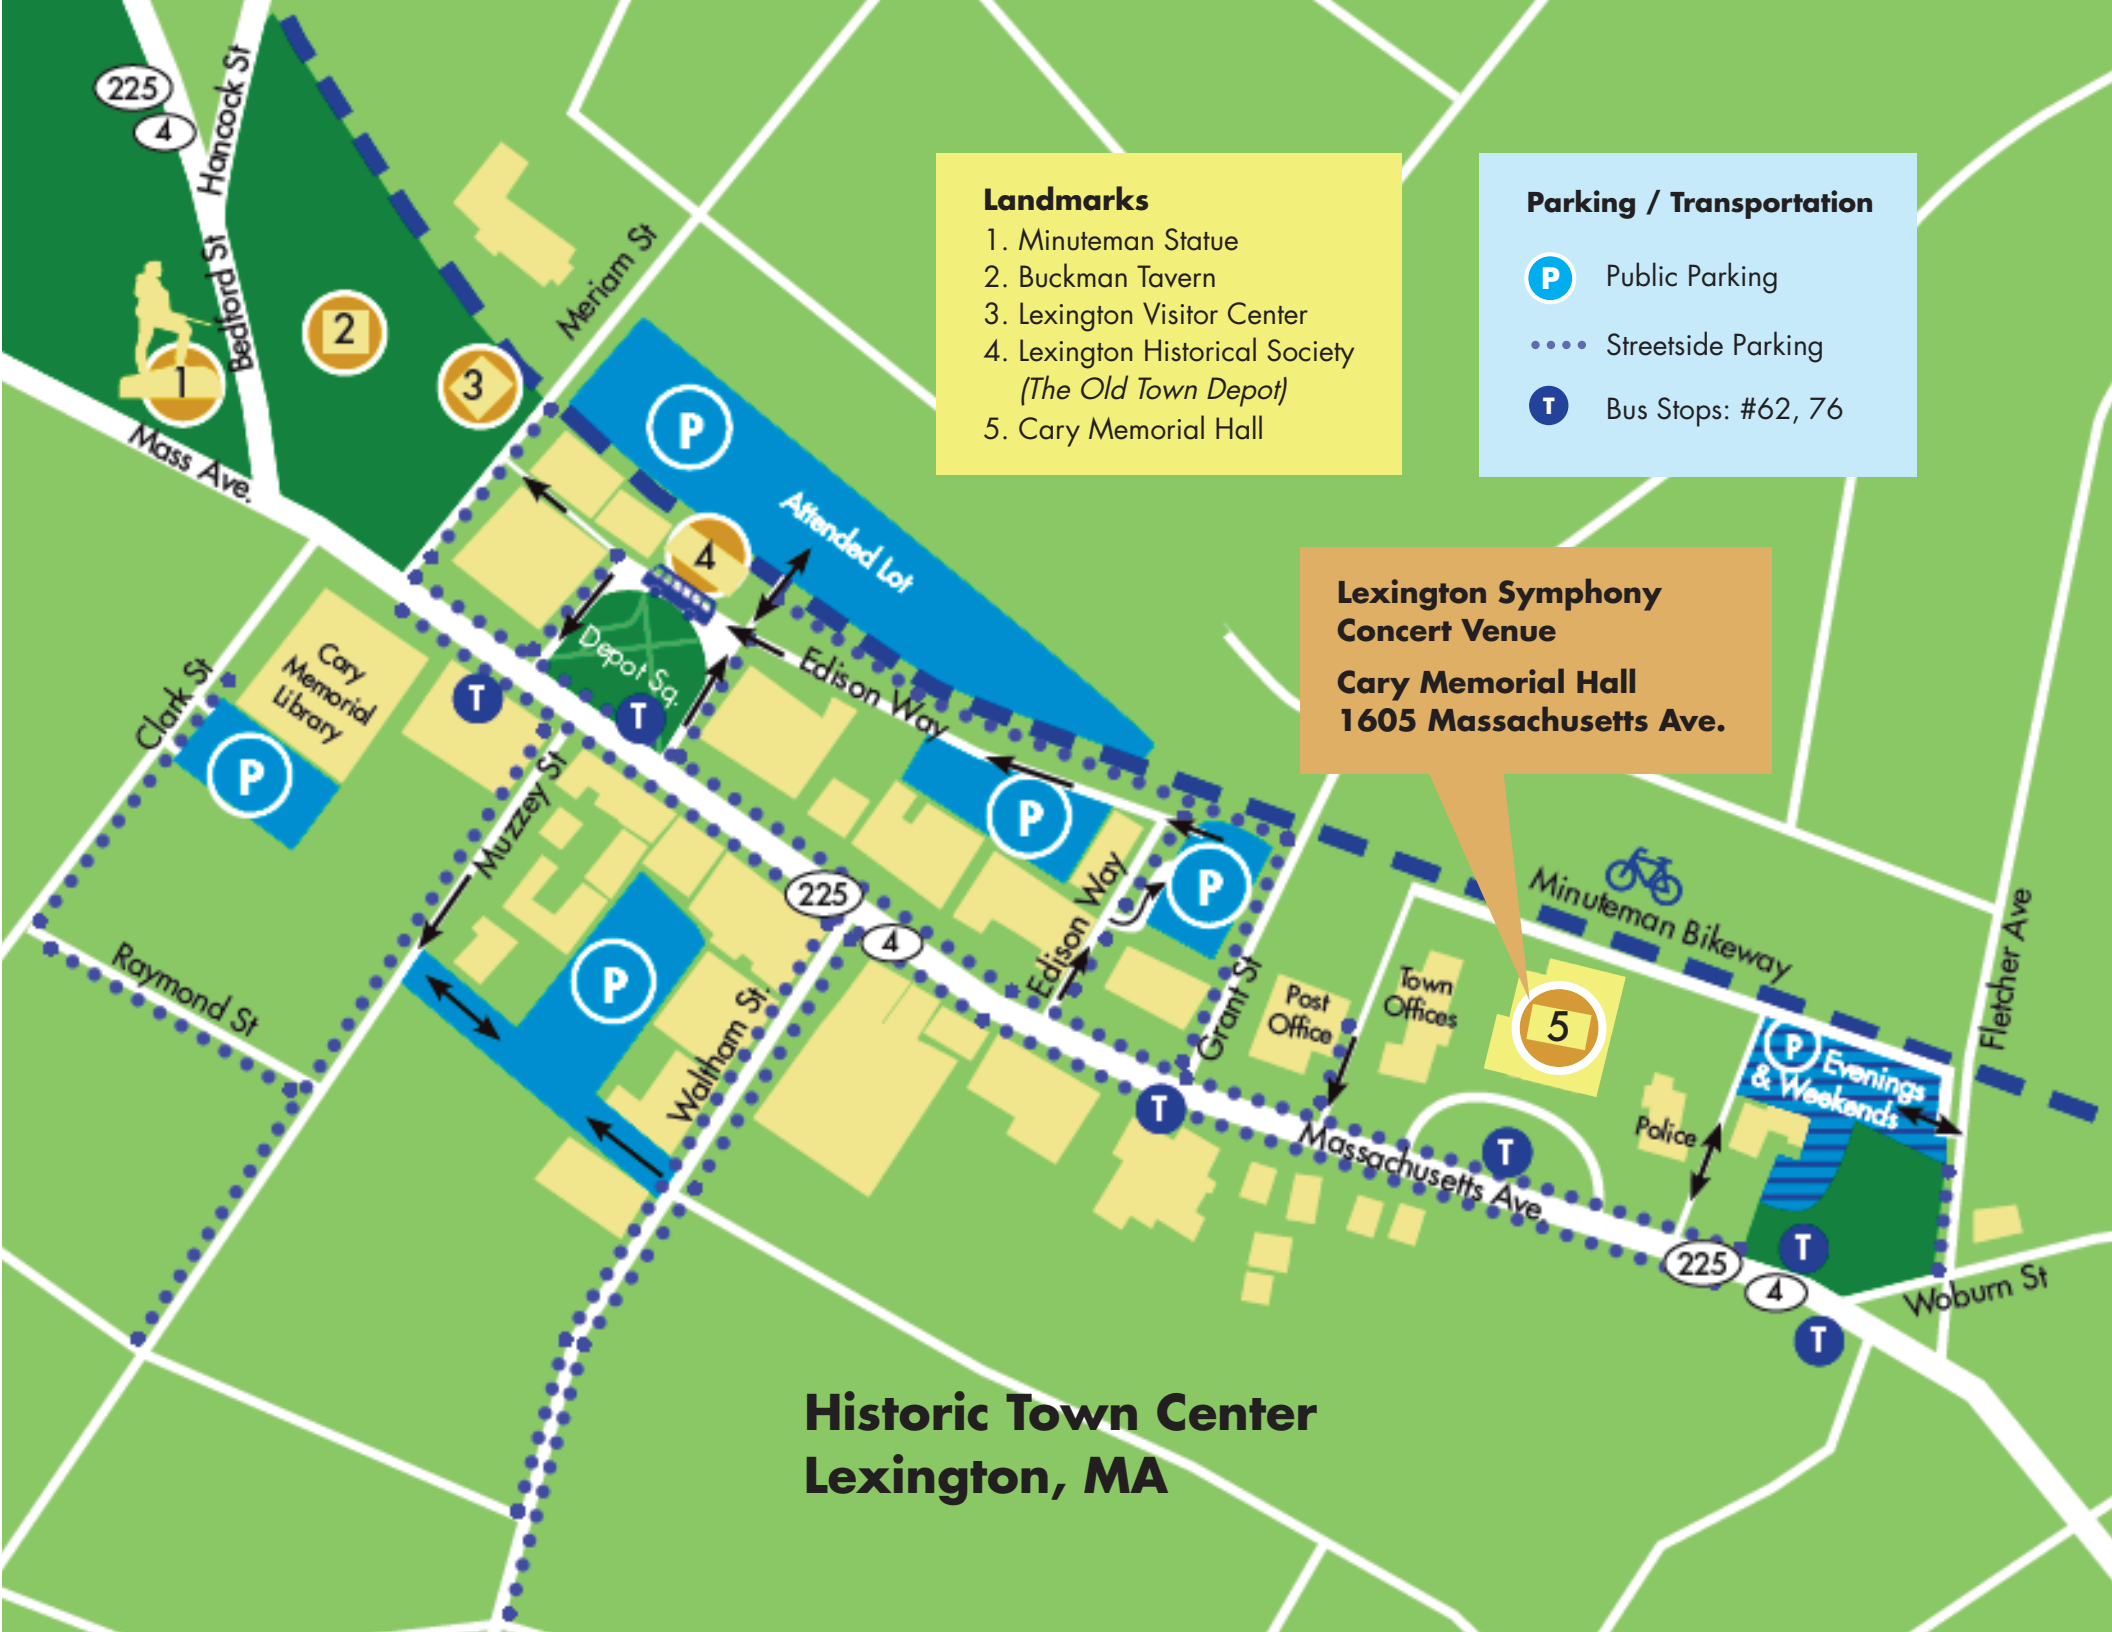 225
4
Hancock St
Bedford St
Mass Ave.
1
2
3
Meriam St
Landmarks
1. Minuteman Statue
2. Buckman Tavern
3. Lexington Visitor Center
4. Lexington Historical Society
(The Old Town Depot)
5. Cary Memorial Hall
Parking / Transportation
P Public Parking
Streetside Parking
T Bus Stops: #62, 76
P
Attended Lot
4
Depot Sq.
T
T
Edison Way
Cary
Memorial
Library
Clark St
P
Muzzey St
Raymond St
P
Waltham St.
225
4
P
Edison Way
P
Grant St
T
Lexington Symphony
Concert Venue
Cary Memorial Hall
1605 Massachusetts Ave.
Post
Office
Town
Offices
5
Minuteman Bikeway
Massachusetts Ave.
T
Police
P Evenings
& Weekends
Fletcher Ave
225
4
T
T
Woburn St
Historic Town Center
Lexington, MA